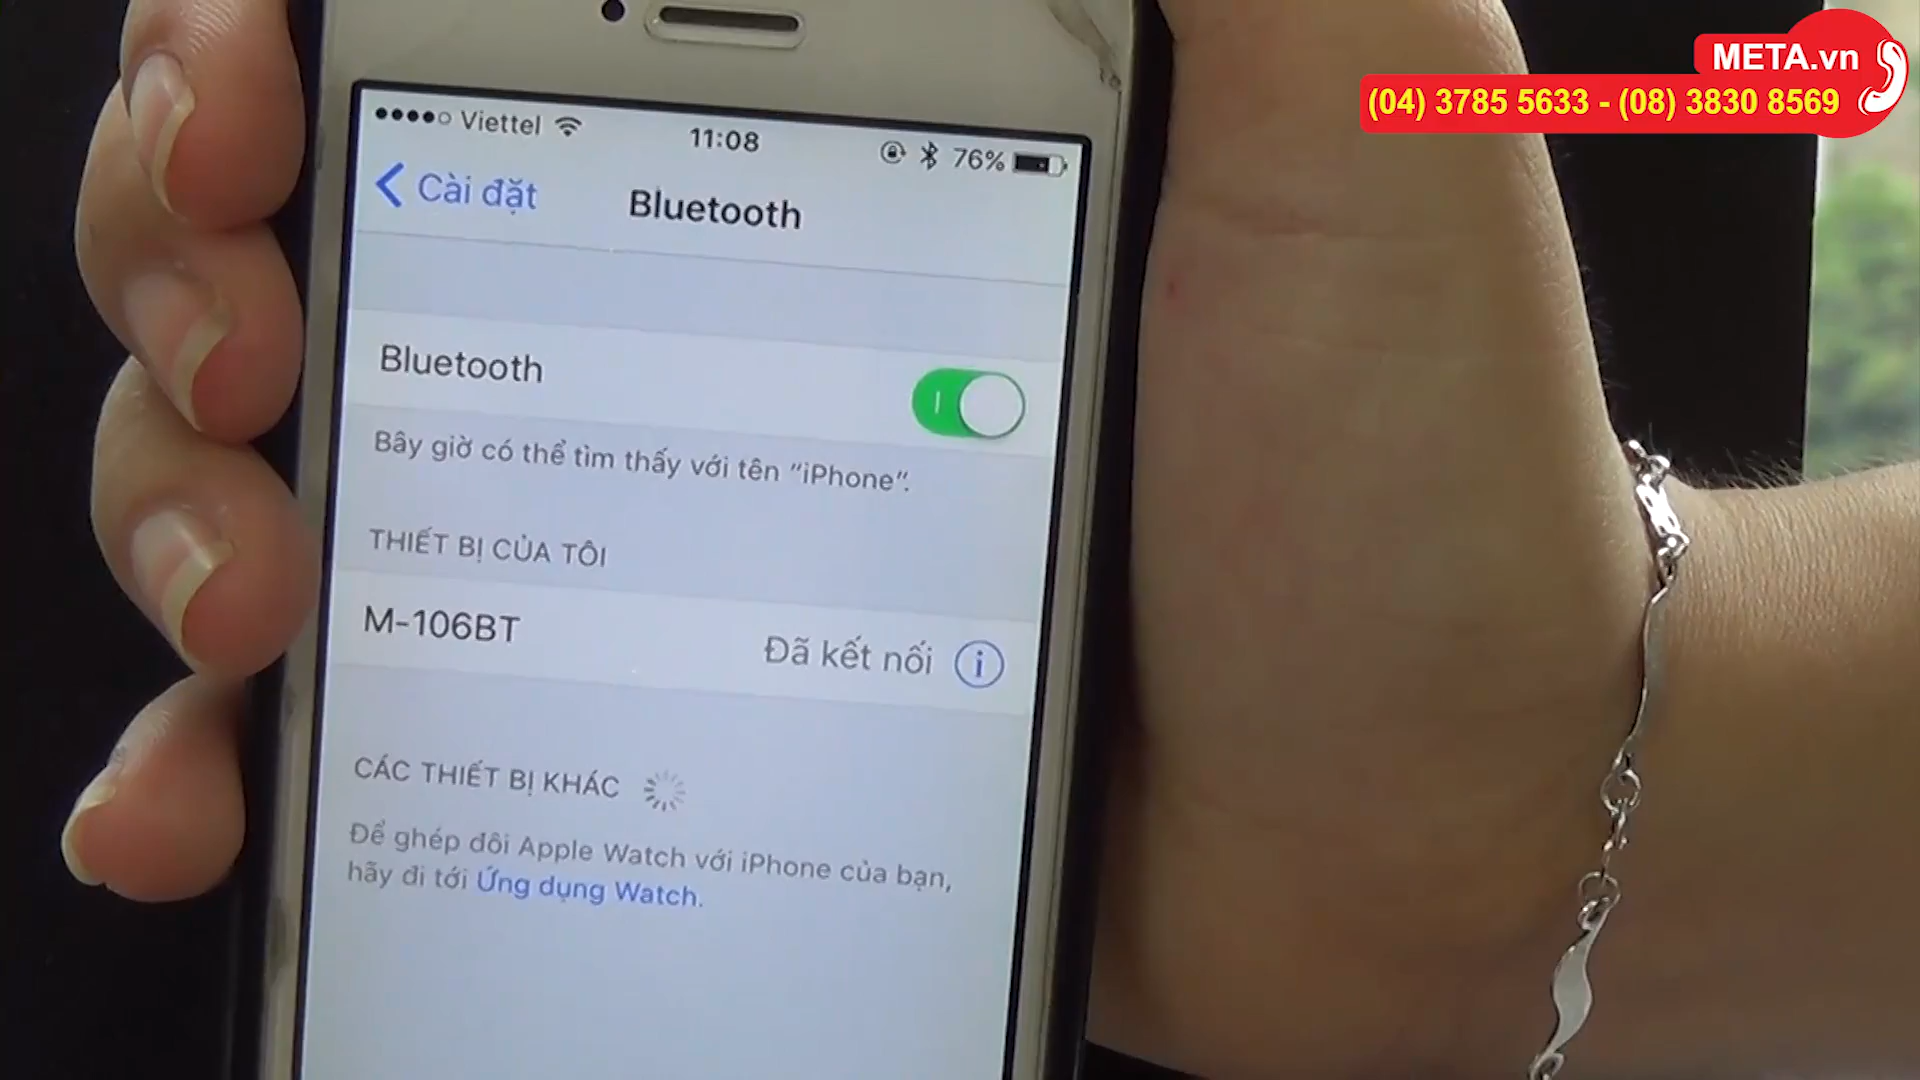 META.vn
(04) 3785 5633 - (08) 3830 8569
Viettel 11:08 76%
Cài đặt Bluetooth
Bluetooth
Bây giờ có thể tìm thấy với tên “iPhone”.
THIẾT BỊ CỦA TÔI
M-106BT Đã kết nối
CÁC THIẾT BỊ KHÁC
Để ghép đôi Apple Watch với iPhone của bạn,
hãy đi tới Ứng dụng Watch.